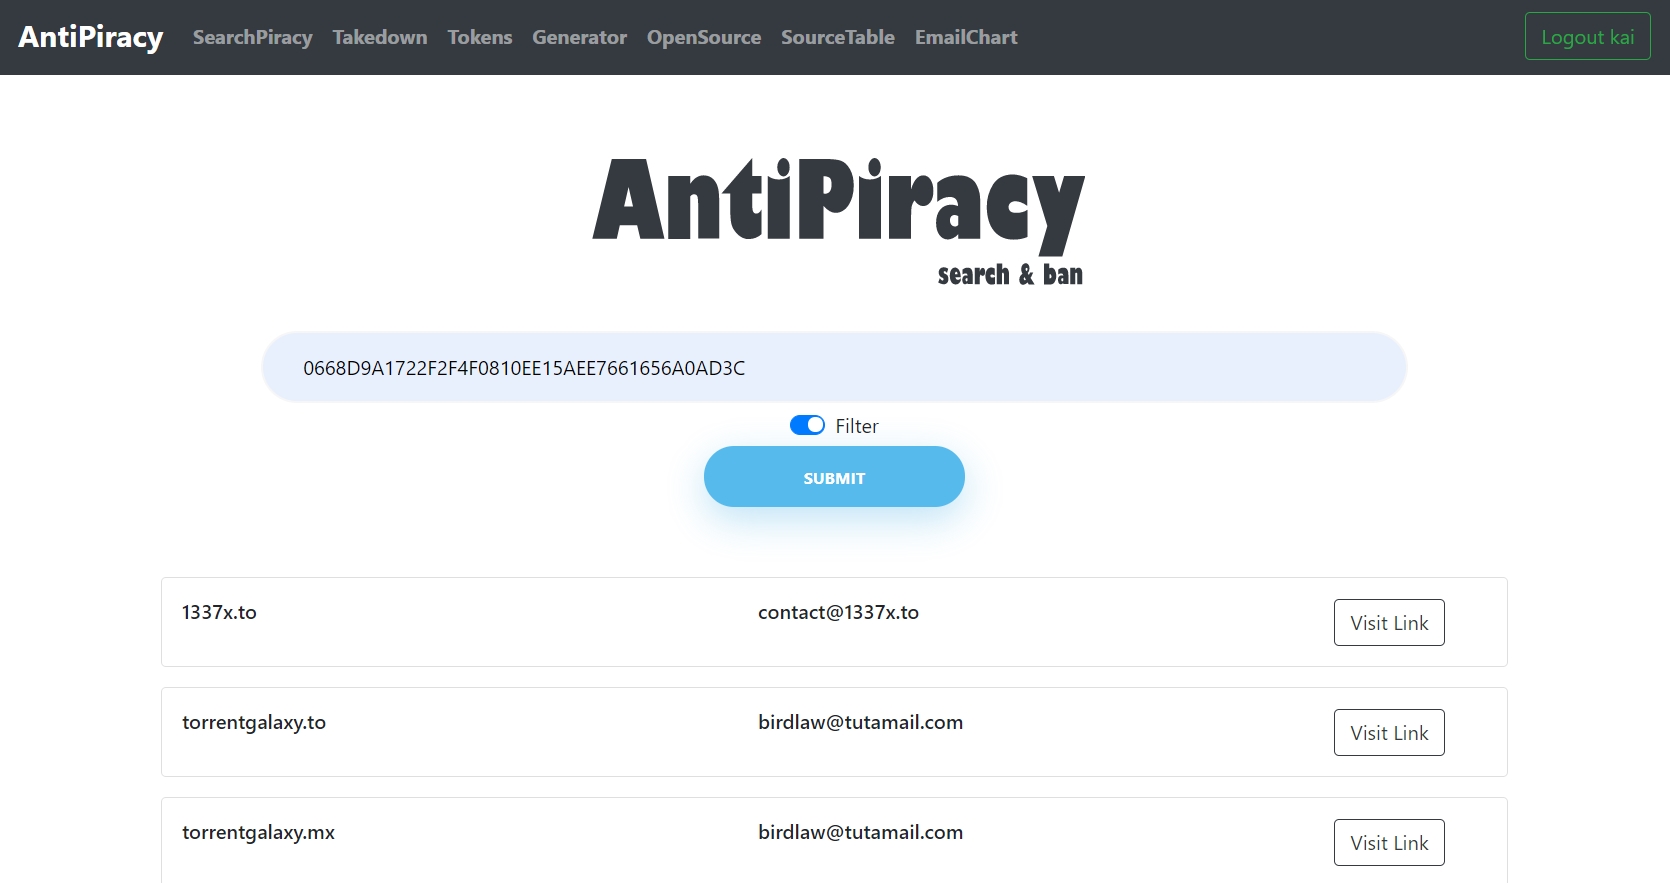 AntiPiracy SearchPiracy Takedown Tokens Generator OpenSource SourceTable EmailChart Logout kai
AntiPiracy
search & ban
0668D9A1722F2F4F0810EE15AEE7661656A0AD3C
Filter
SUBMIT
1337x.to contact@1337x.to Visit Link
torrentgalaxy.to birdlaw@tutamail.com Visit Link
torrentgalaxy.mx birdlaw@tutamail.com Visit Link